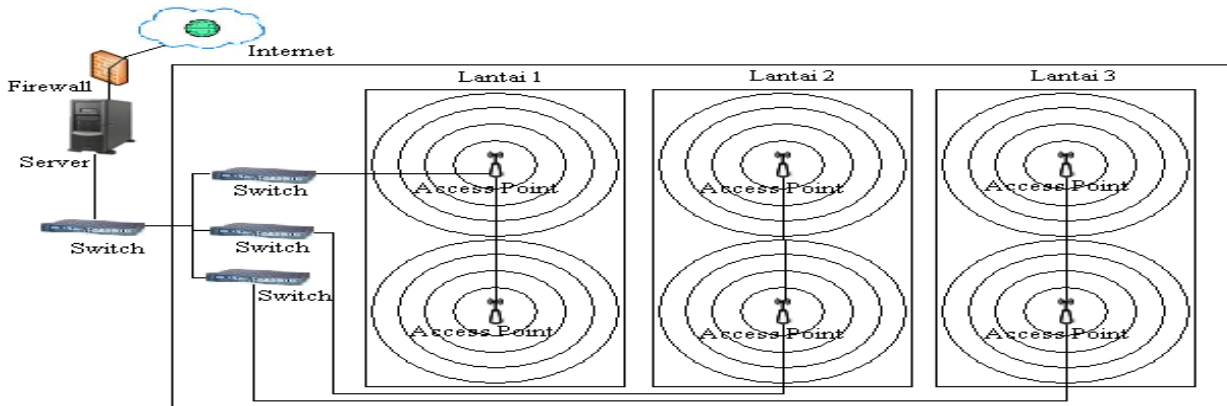 Internet
Firewall
Lantai 1
Lantai 2
Lantai 3
Server
Switch
Access Point
Access Point
Access Point
Switch
Switch
Switch
Access Point
Access Point
Access Point